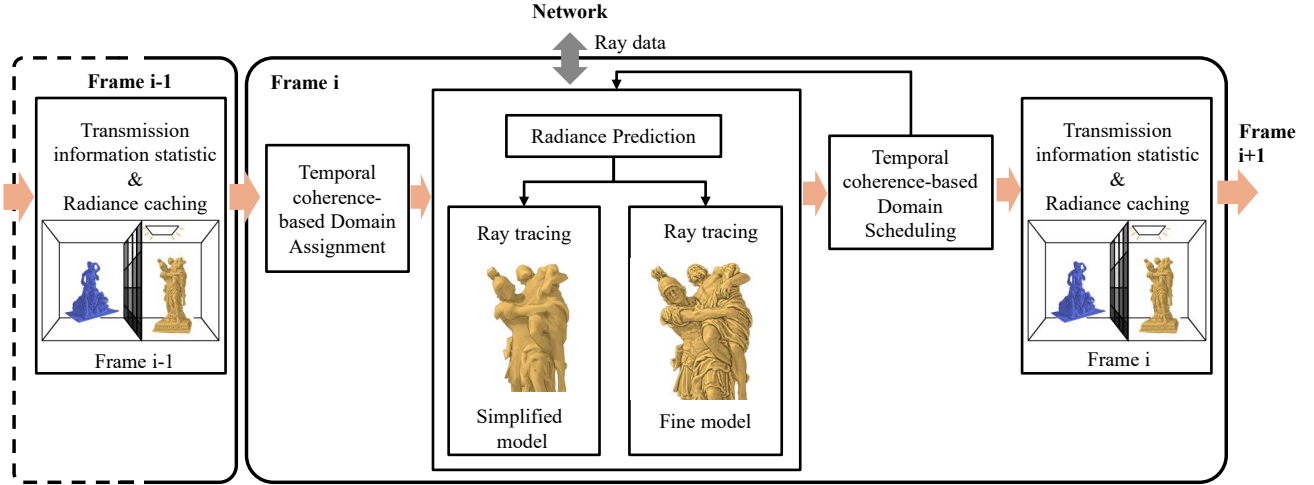 Network
Ray data
Frame i-1
Transmission
information statistic
&
Radiance caching
Frame i-1
Frame i
Temporal
coherence-
based Domain
Assignment
Radiance Prediction
Ray tracing
Simplified
model
Ray tracing
Fine model
Temporal
coherence-based
Domain
Scheduling
Transmission
information statistic
&
Radiance caching
Frame i
Frame
i+1